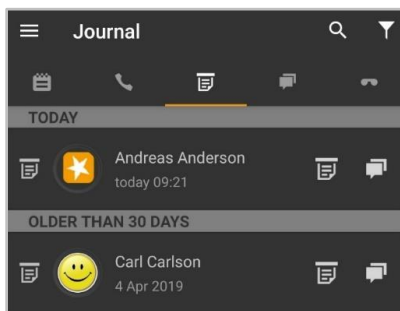 Journal
TODAY
Andreas Anderson
today 09:21
OLDER THAN 30 DAYS
Carl Carlson
4 Apr 2019